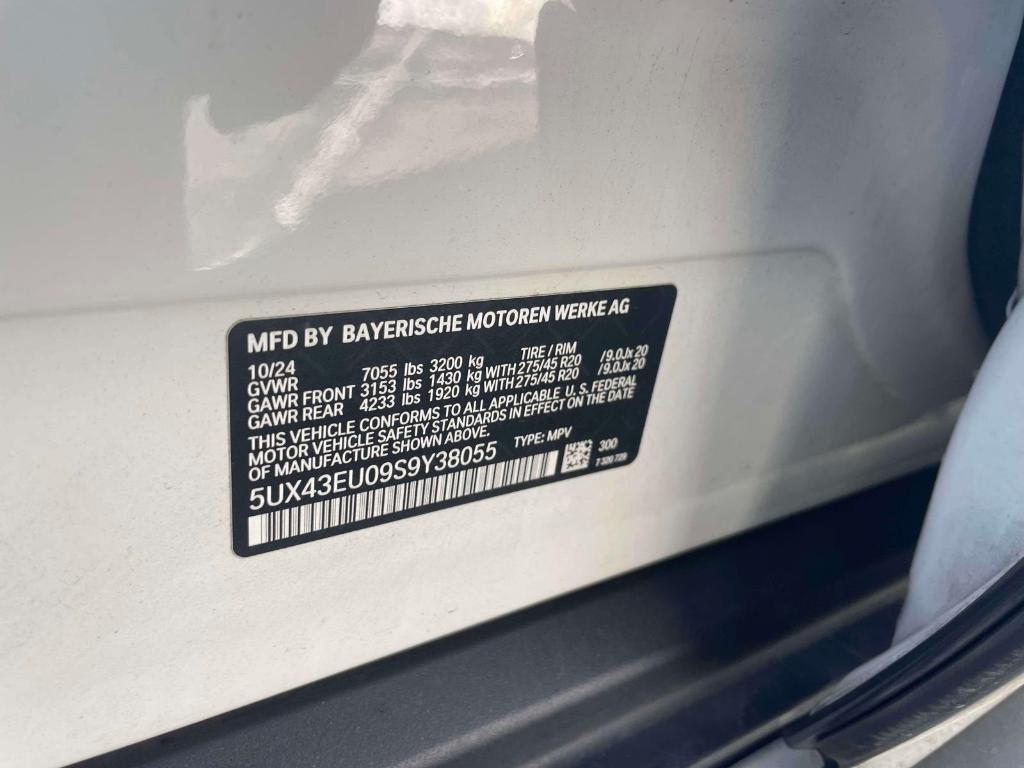 MFD BY BAYERISCHE MOTOREN WERKE AG
10/24 TIRE / RIM
GVWR 7055 lbs 3200 kg
GAWR FRONT 3153 lbs 1430 kg WITH 275/45 R20 /9.0Jx20
GAWR REAR 4233 lbs 1920 kg WITH 275/45 R20 /9.0Jx20
THIS VEHICLE CONFORMS TO ALL APPLICABLE U.S. FEDERAL
MOTOR VEHICLE SAFETY STANDARDS IN EFFECT ON THE DATE
OF MANUFACTURE SHOWN ABOVE.
TYPE: MPV
5UX43EU09S9Y38055
300